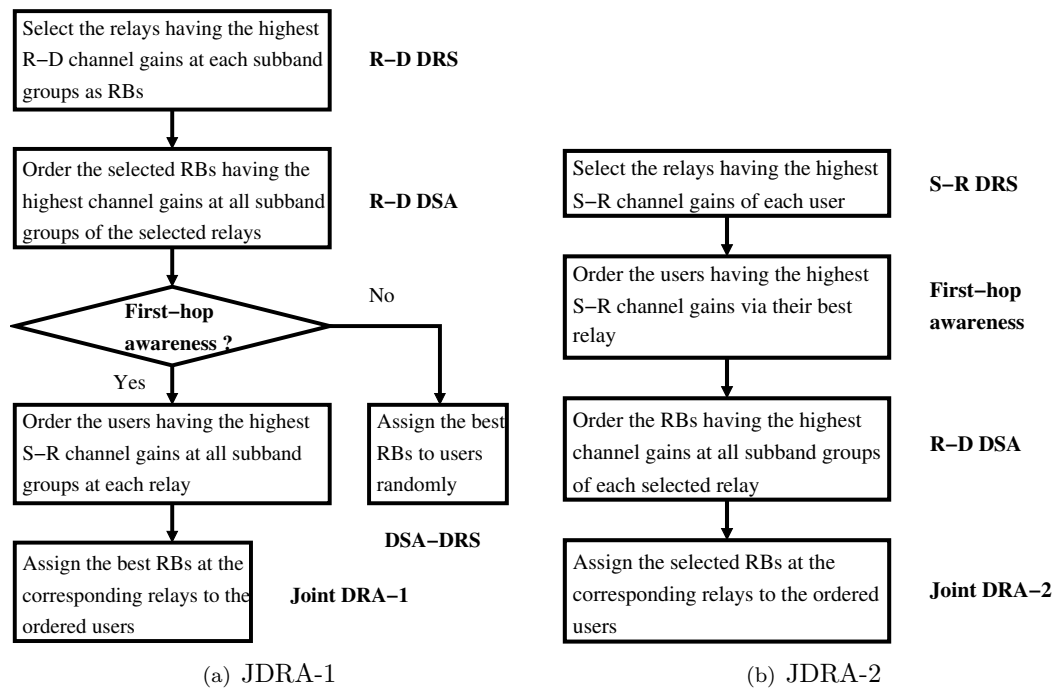 Select the relays having the highest
R−D channel gains at each subband
groups as RBs
R−D DRS
Order the selected RBs having the
highest channel gains at all subband
groups of the selected relays
R−D DSA
First−hop
awareness ?
No
Yes
Order the users having the highest
S−R channel gains at all subband
groups at each relay
Assign the best
RBs to users
randomly
DSA−DRS
Assign the best RBs at the
corresponding relays to the
ordered users
Joint DRA−1
(a) JDRA-1
Select the relays having the highest
S−R channel gains of each user
S−R DRS
Order the users having the highest
S−R channel gains via their best
relay
First−hop
awareness
Order the RBs having the highest
channel gains at all subband groups
of each selected relay
R−D DSA
Assign the selected RBs at the
corresponding relays to the ordered
users
Joint DRA−2
(b) JDRA-2